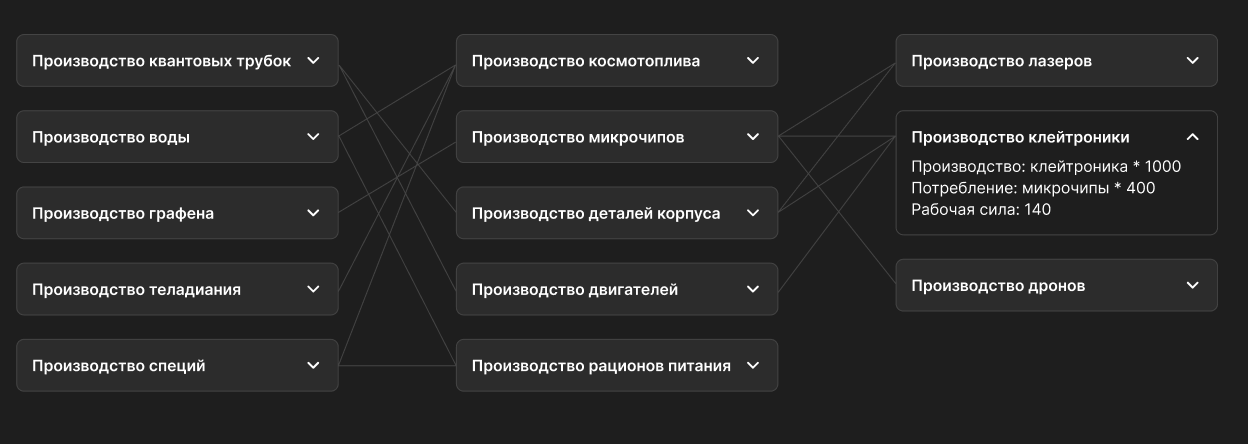 Производство квантовых трубок
Производство воды
Производство графена
Производство теладиания
Производство специй
Производство космотоплива
Производство микрочипов
Производство деталей корпуса
Производство двигателей
Производство рационов питания
Производство лазеров
Производство клейтроники
Производство: клейтроника * 1000
Потребление: микрочипы * 400
Рабочая сила: 140
Производство дронов